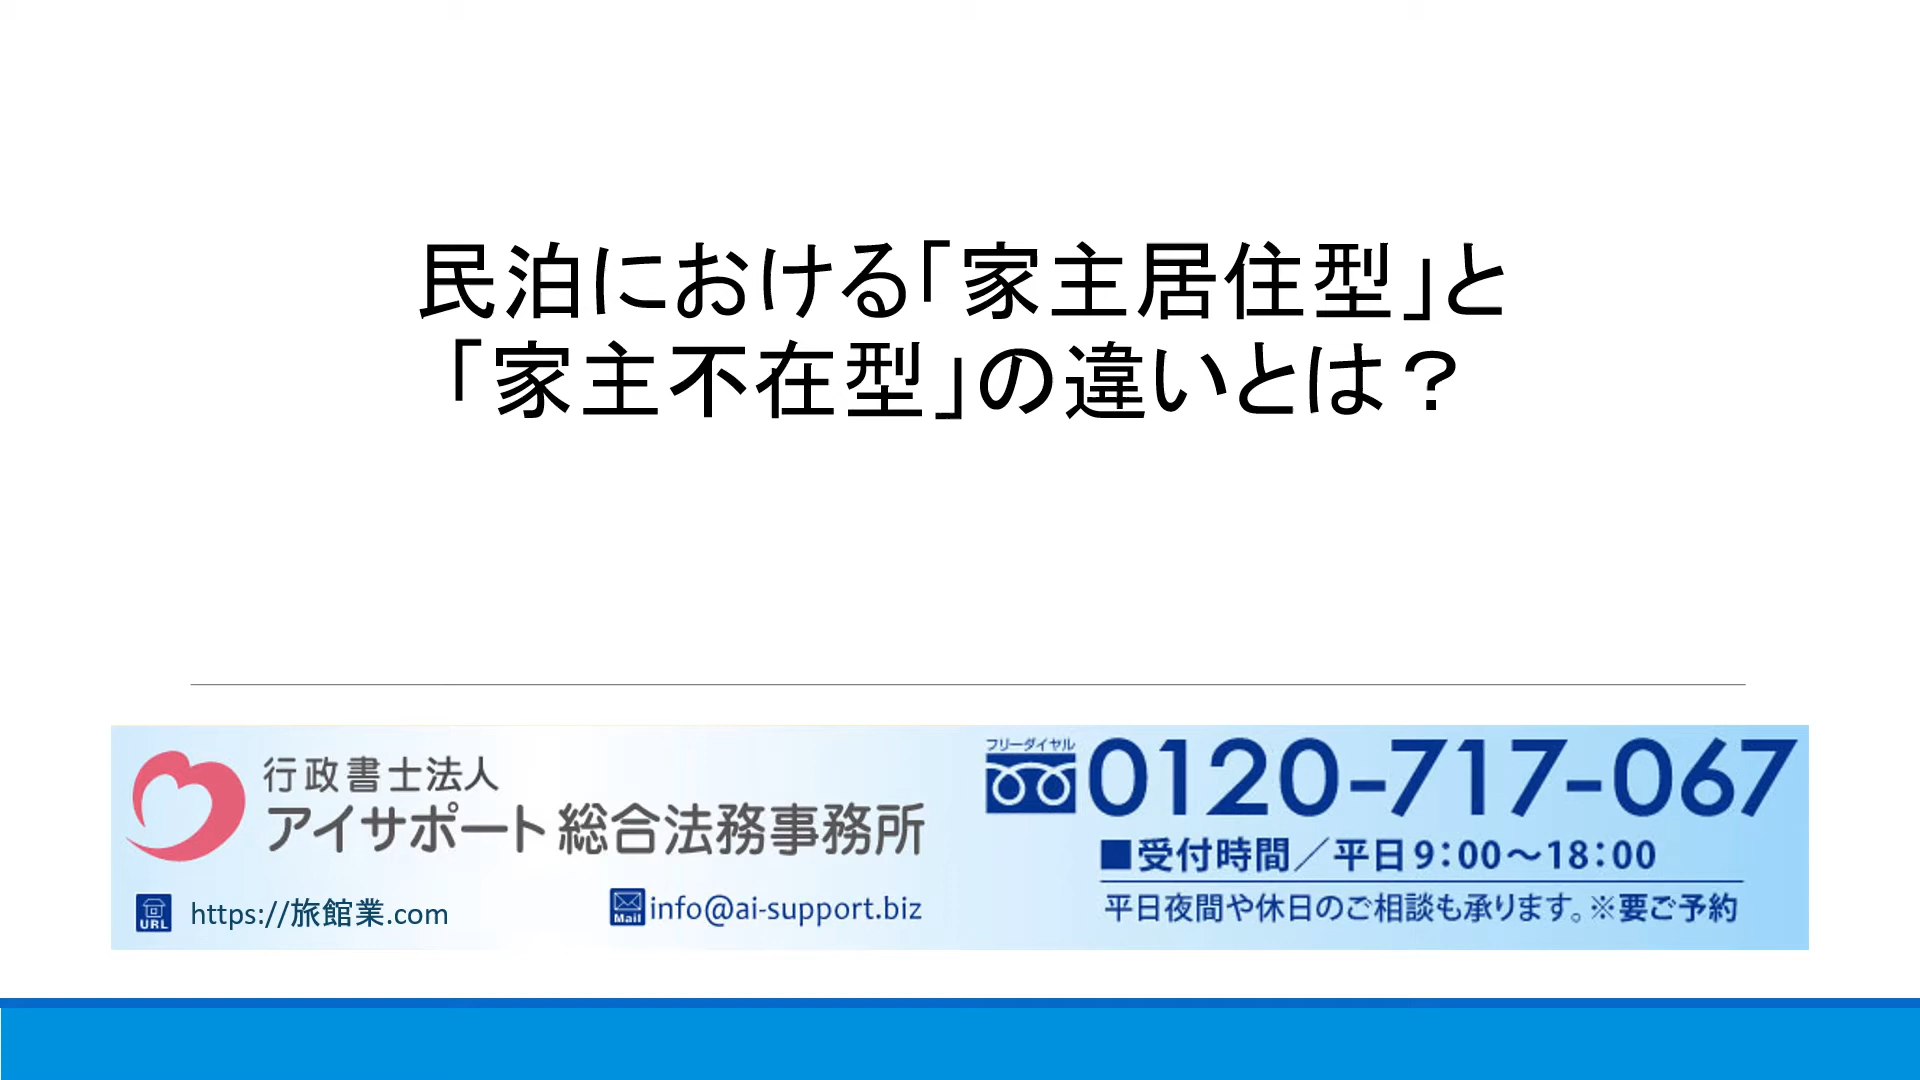 民泊における「家主居住型」と
「家主不在型」の違いとは？
行政書士法人
アイサポート総合法務事務所
URL https://旅館業.com
Mail info@ai-support.biz
フリーダイヤル
0120-717-067
■受付時間／平日9：00～18：00
平日夜間や休日のご相談も承ります。※要ご予約